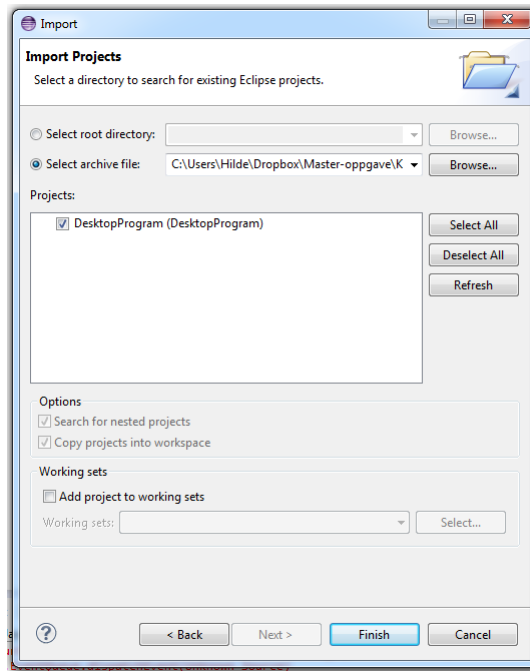 Import
Import Projects
Select a directory to search for existing Eclipse projects.
Select root directory:
Browse...
Select archive file:
C:\Users\Hilde\Dropbox\Master-oppgave\K
Browse...
Projects:
DesktopProgram (DesktopProgram)
Select All
Deselect All
Refresh
Options
Search for nested projects
Copy projects into workspace
Working sets
Add project to working sets
Working sets:
Select...
< Back
Next >
Finish
Cancel